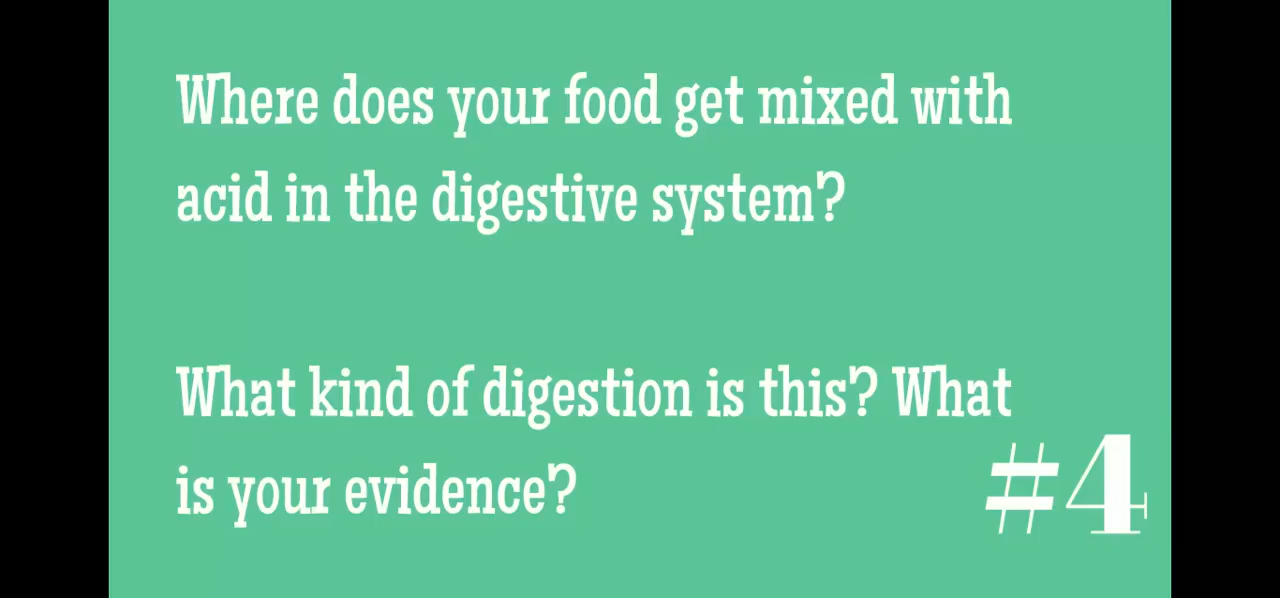 Where does your food get mixed with
acid in the digestive system?
What kind of digestion is this? What
is your evidence?
#4